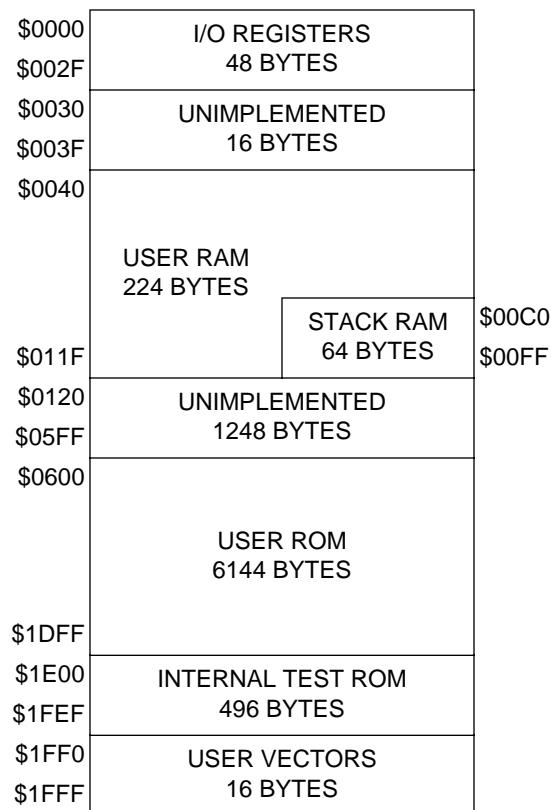 $0000
I/O REGISTERS
48 BYTES
$002F
$0030
UNIMPLEMENTED
16 BYTES
$003F
$0040
USER RAM
224 BYTES
STACK RAM
64 BYTES
$00C0
$00FF
$011F
$0120
UNIMPLEMENTED
1248 BYTES
$05FF
$0600
USER ROM
6144 BYTES
$1DFF
$1E00
INTERNAL TEST ROM
496 BYTES
$1FEF
$1FF0
USER VECTORS
16 BYTES
$1FFF